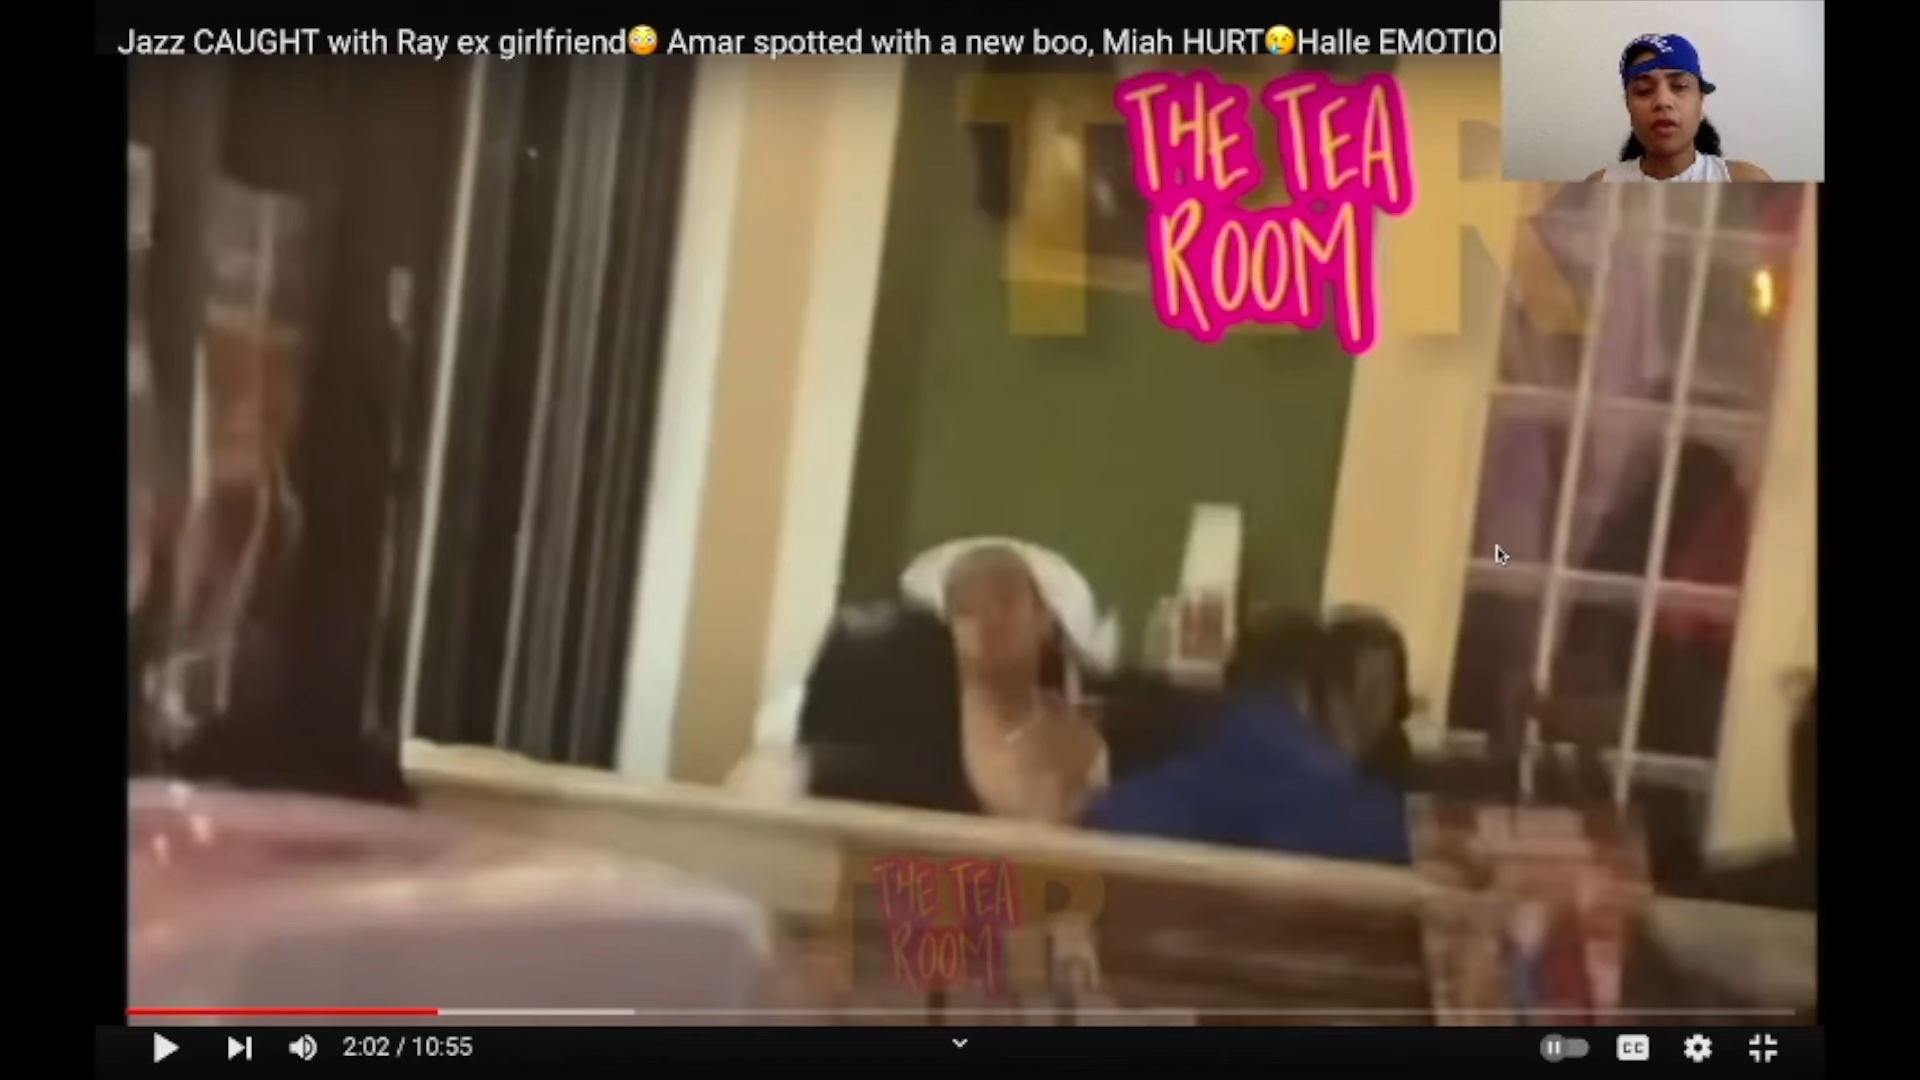 Jazz CAUGHT with Ray ex girlfriend😳 Amar spotted with a new boo, Miah HURT😢Halle EMOTIO
THE TEA
ROOM
T R
THE TEA
ROOM
2:02 / 10:55
CC